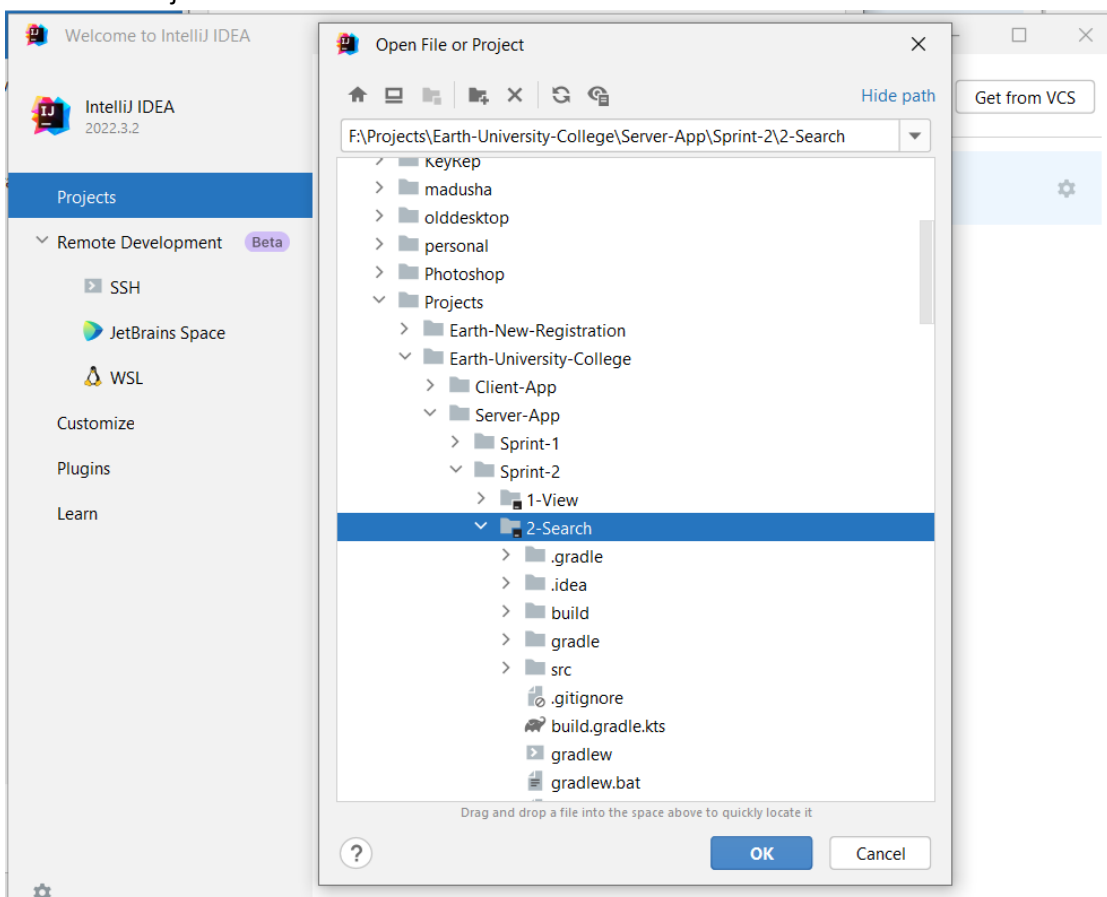 Welcome to IntelliJ IDEA
IntelliJ IDEA
2022.3.2
Projects
Remote Development Beta
SSH
JetBrains Space
WSL
Customize
Plugins
Learn
Open File or Project
Hide path
F:\Projects\Earth-University-College\Server-App\Sprint-2\2-Search
KeyRep
madusha
olddesktop
personal
Photoshop
Projects
Earth-New-Registration
Earth-University-College
Client-App
Server-App
Sprint-1
Sprint-2
1-View
2-Search
.gradle
.idea
build
gradle
src
.gitignore
build.gradle.kts
gradlew
gradlew.bat
Drag and drop a file into the space above to quickly locate it
? OK Cancel
Get from VCS